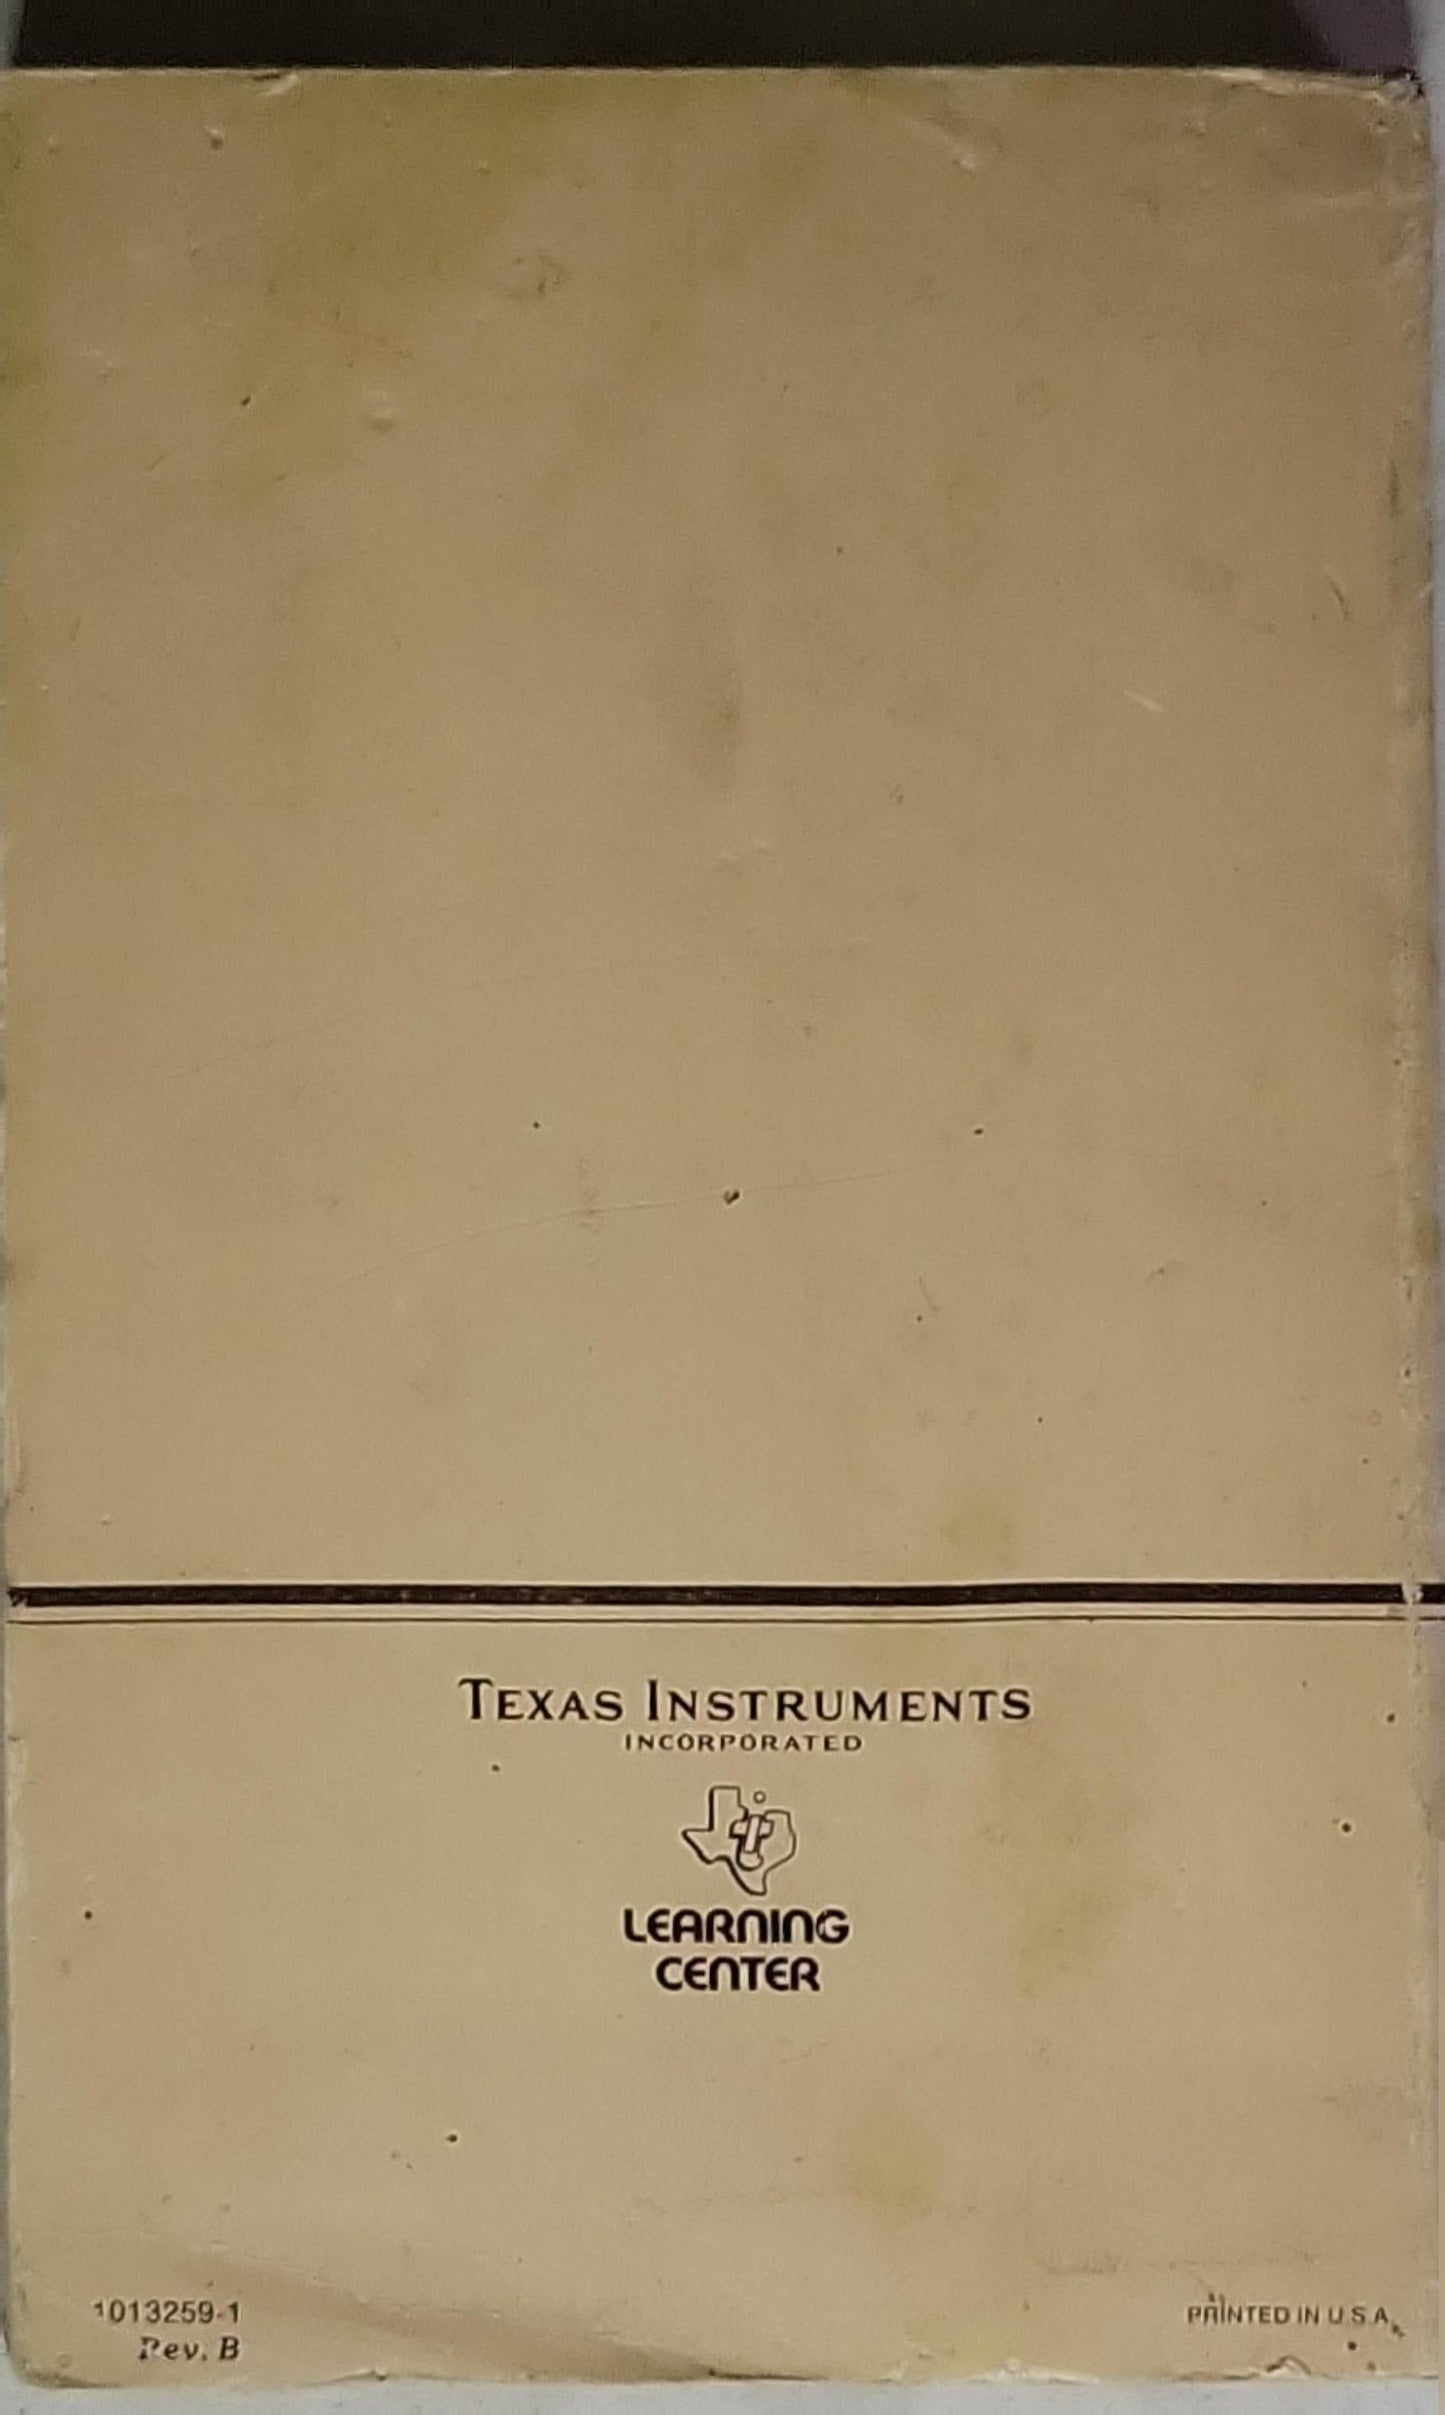 TEXAS INSTRUMENTS
INCORPORATED
LEARNING
CENTER
1013259-1
Rev. B
PRINTED IN U.S.A.